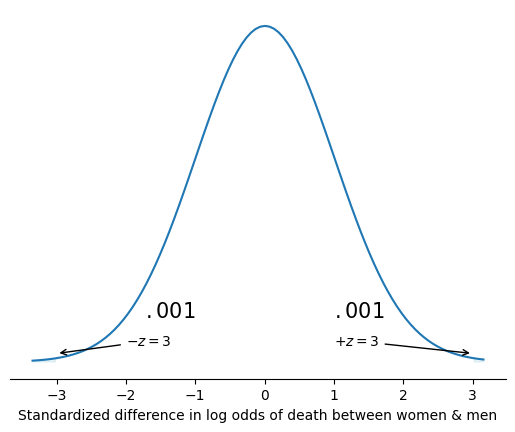 .001 .001
−z = 3 +z = 3
−3 −2 −1 0 1 2 3
Standardized difference in log odds of death between women & men